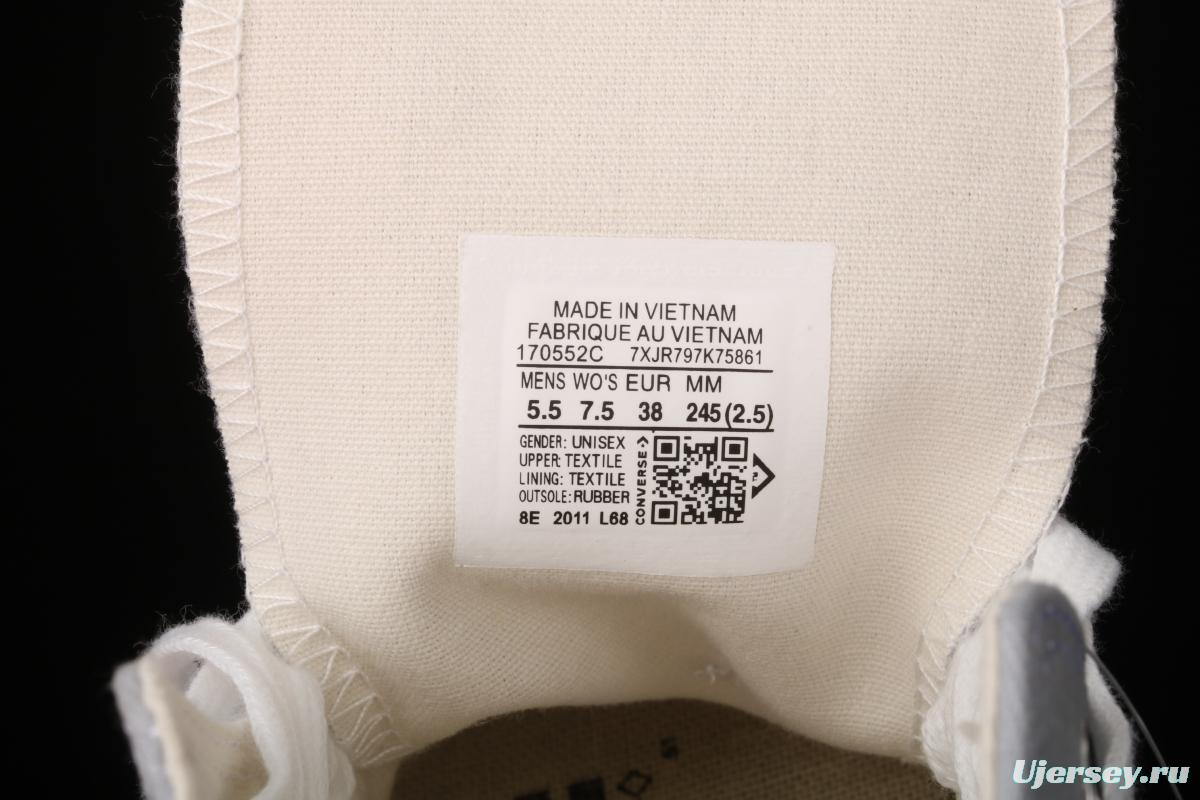 MADE IN VIETNAM
FABRIQUE AU VIETNAM
170552C 7XJR797K75861
MENS WO'S EUR MM
5.5 7.5 38 245(2.5)
GENDER: UNISEX
UPPER: TEXTILE
LINING: TEXTILE
OUTSOLE: RUBBER
8E 2011 L68
CONVERSE
Ujersey.ru